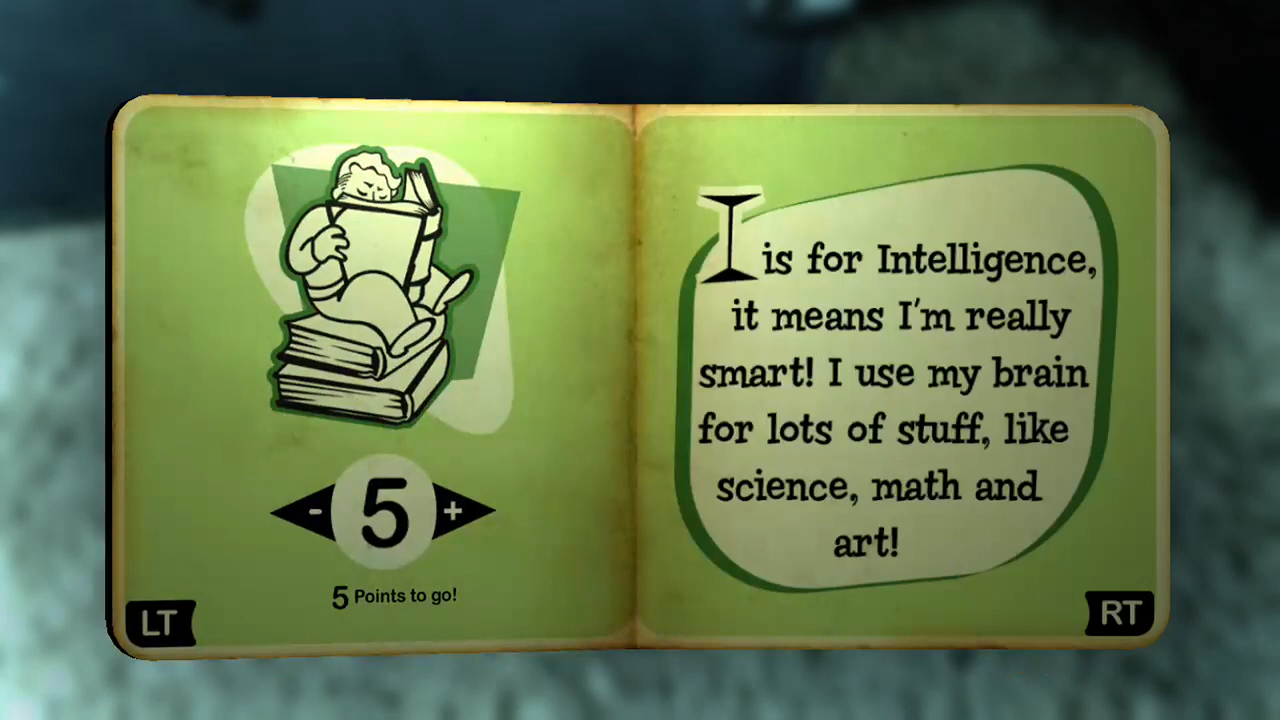 - 5 +
5 Points to go!
LT
I is for Intelligence,
it means I'm really
smart! I use my brain
for lots of stuff, like
science, math and
art!
RT